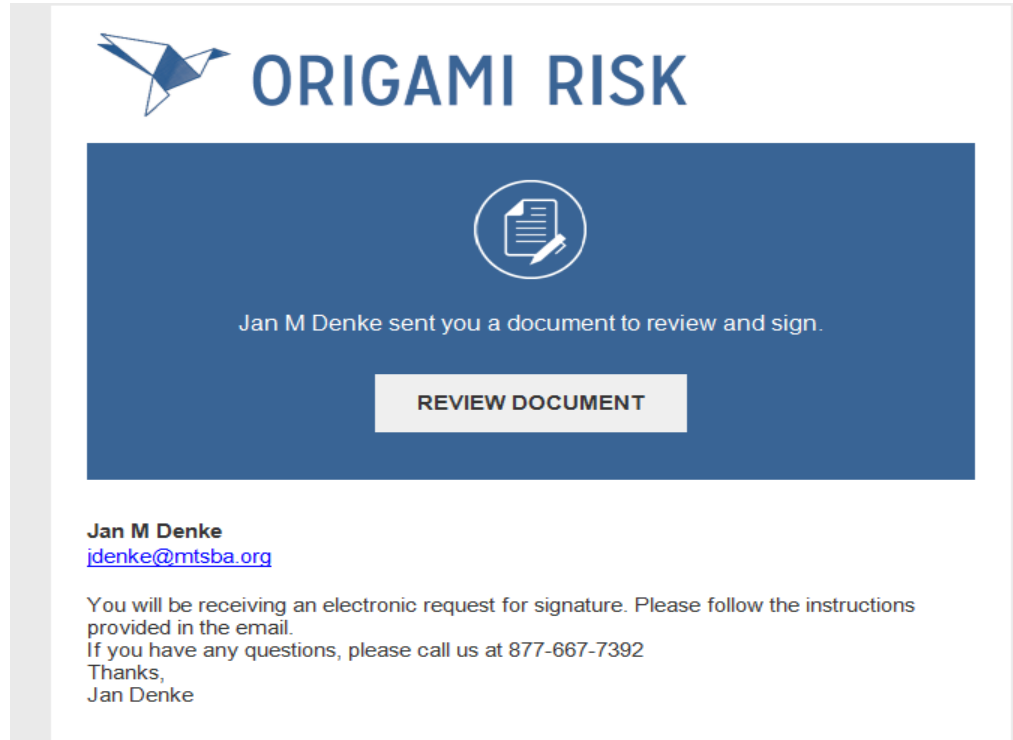 ORIGAMI RISK
Jan M Denke sent you a document to review and sign.
REVIEW DOCUMENT
Jan M Denke
jdenke@mtsba.org
You will be receiving an electronic request for signature. Please follow the instructions
provided in the email.
If you have any questions, please call us at 877-667-7392
Thanks,
Jan Denke